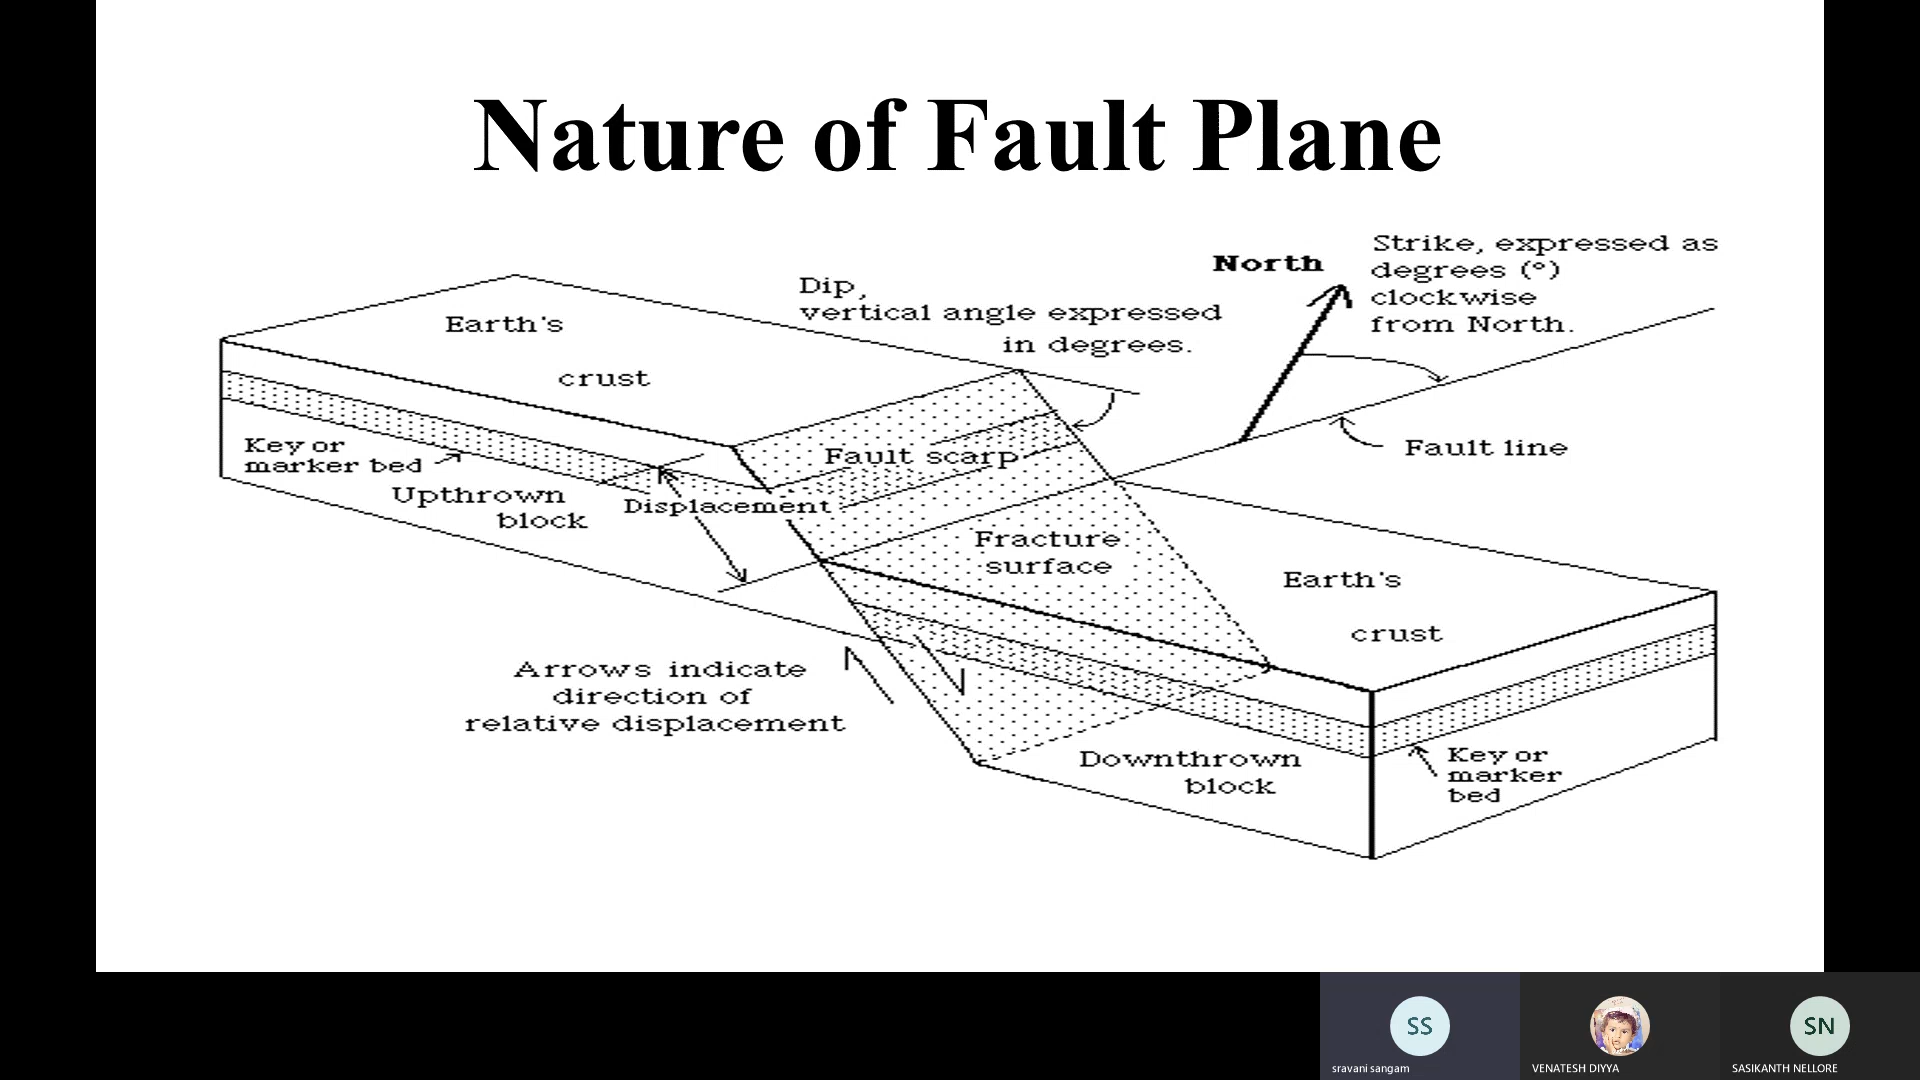 Nature of Fault Plane
Strike, expressed as
degrees (°)
clockwise
from North.
North
Dip,
vertical angle expressed
in degrees.
Earth's
crust
Key or
marker bed
Upthrown
block
Fault scarp
Displacement
Fault line
Fracture
surface
Earth's
crust
Arrows indicate
direction of
relative displacement
Downthrown
block
Key or
marker
bed
SS
SN
sravani sangam
VENATESH DIYYA
SASIKANTH NELLORE